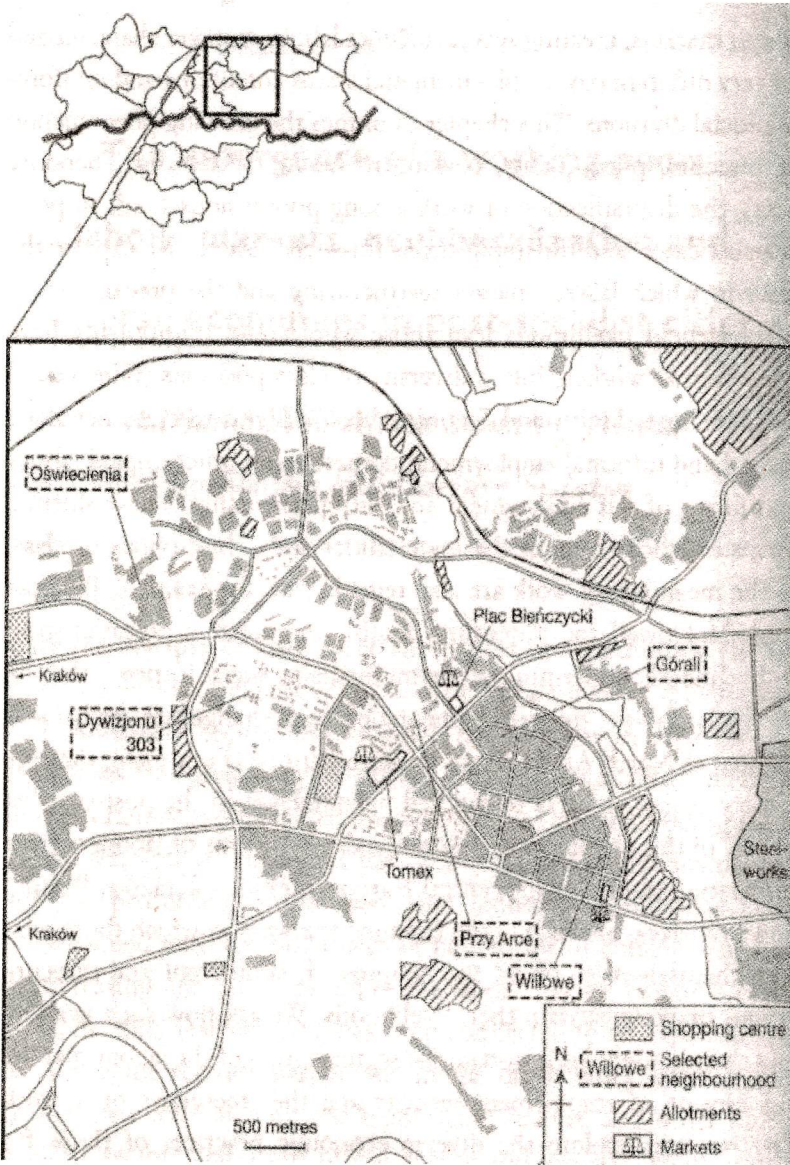 Oświecenia
Plac Bieńczycki
Górali
Kraków
Dywizjonu
303
Tomex
Steel-
works
Kraków
Przy Arce
Willowe
Shopping centre
N
Willowe
Selected
neighbourhood
Allotments
500 metres
Markets